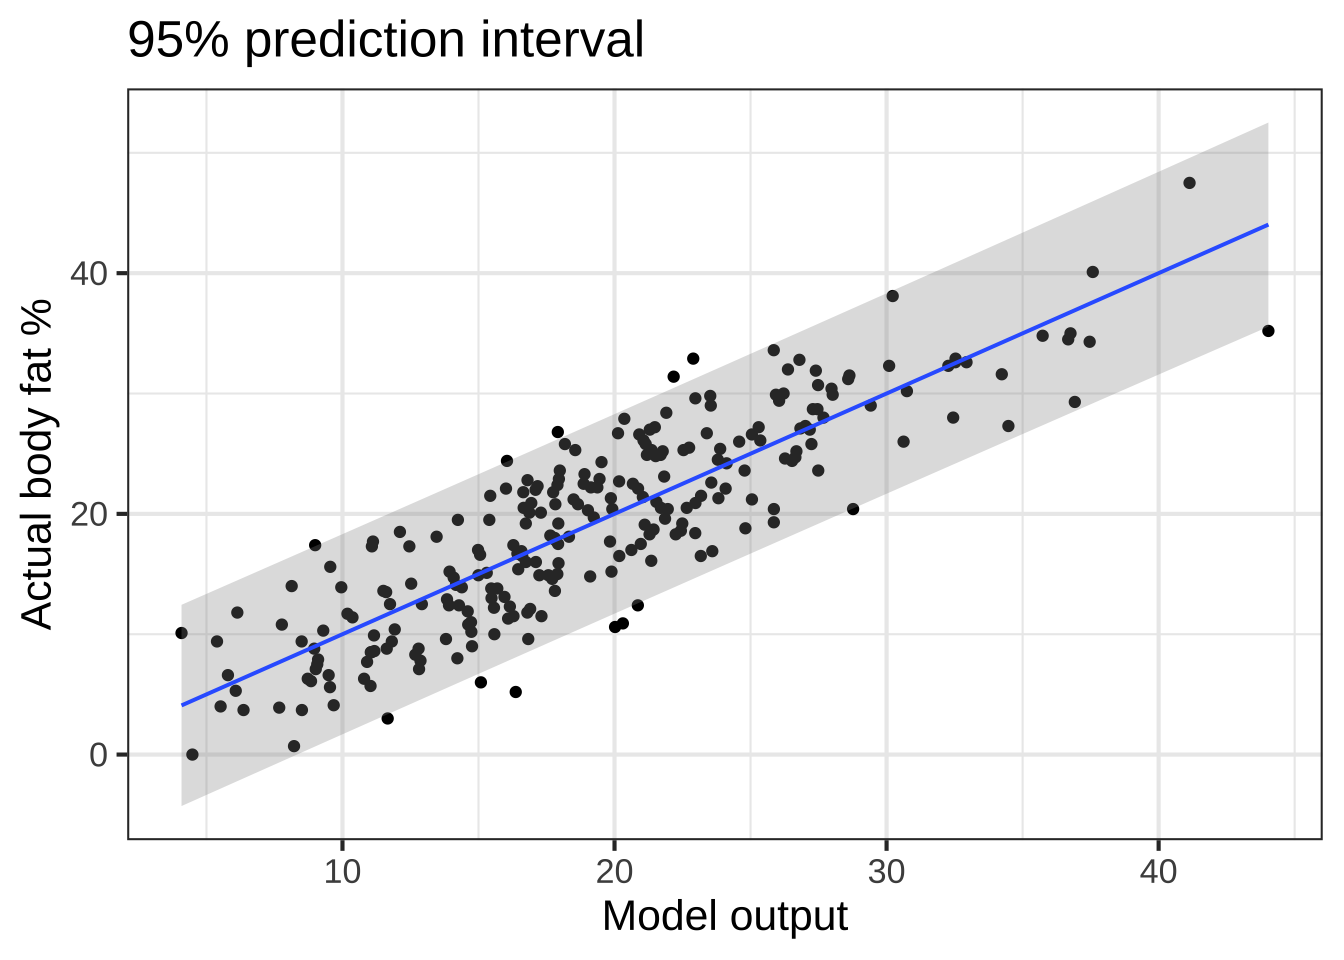 95% prediction interval
Actual body fat %
40
20
0
10 20 30 40
Model output